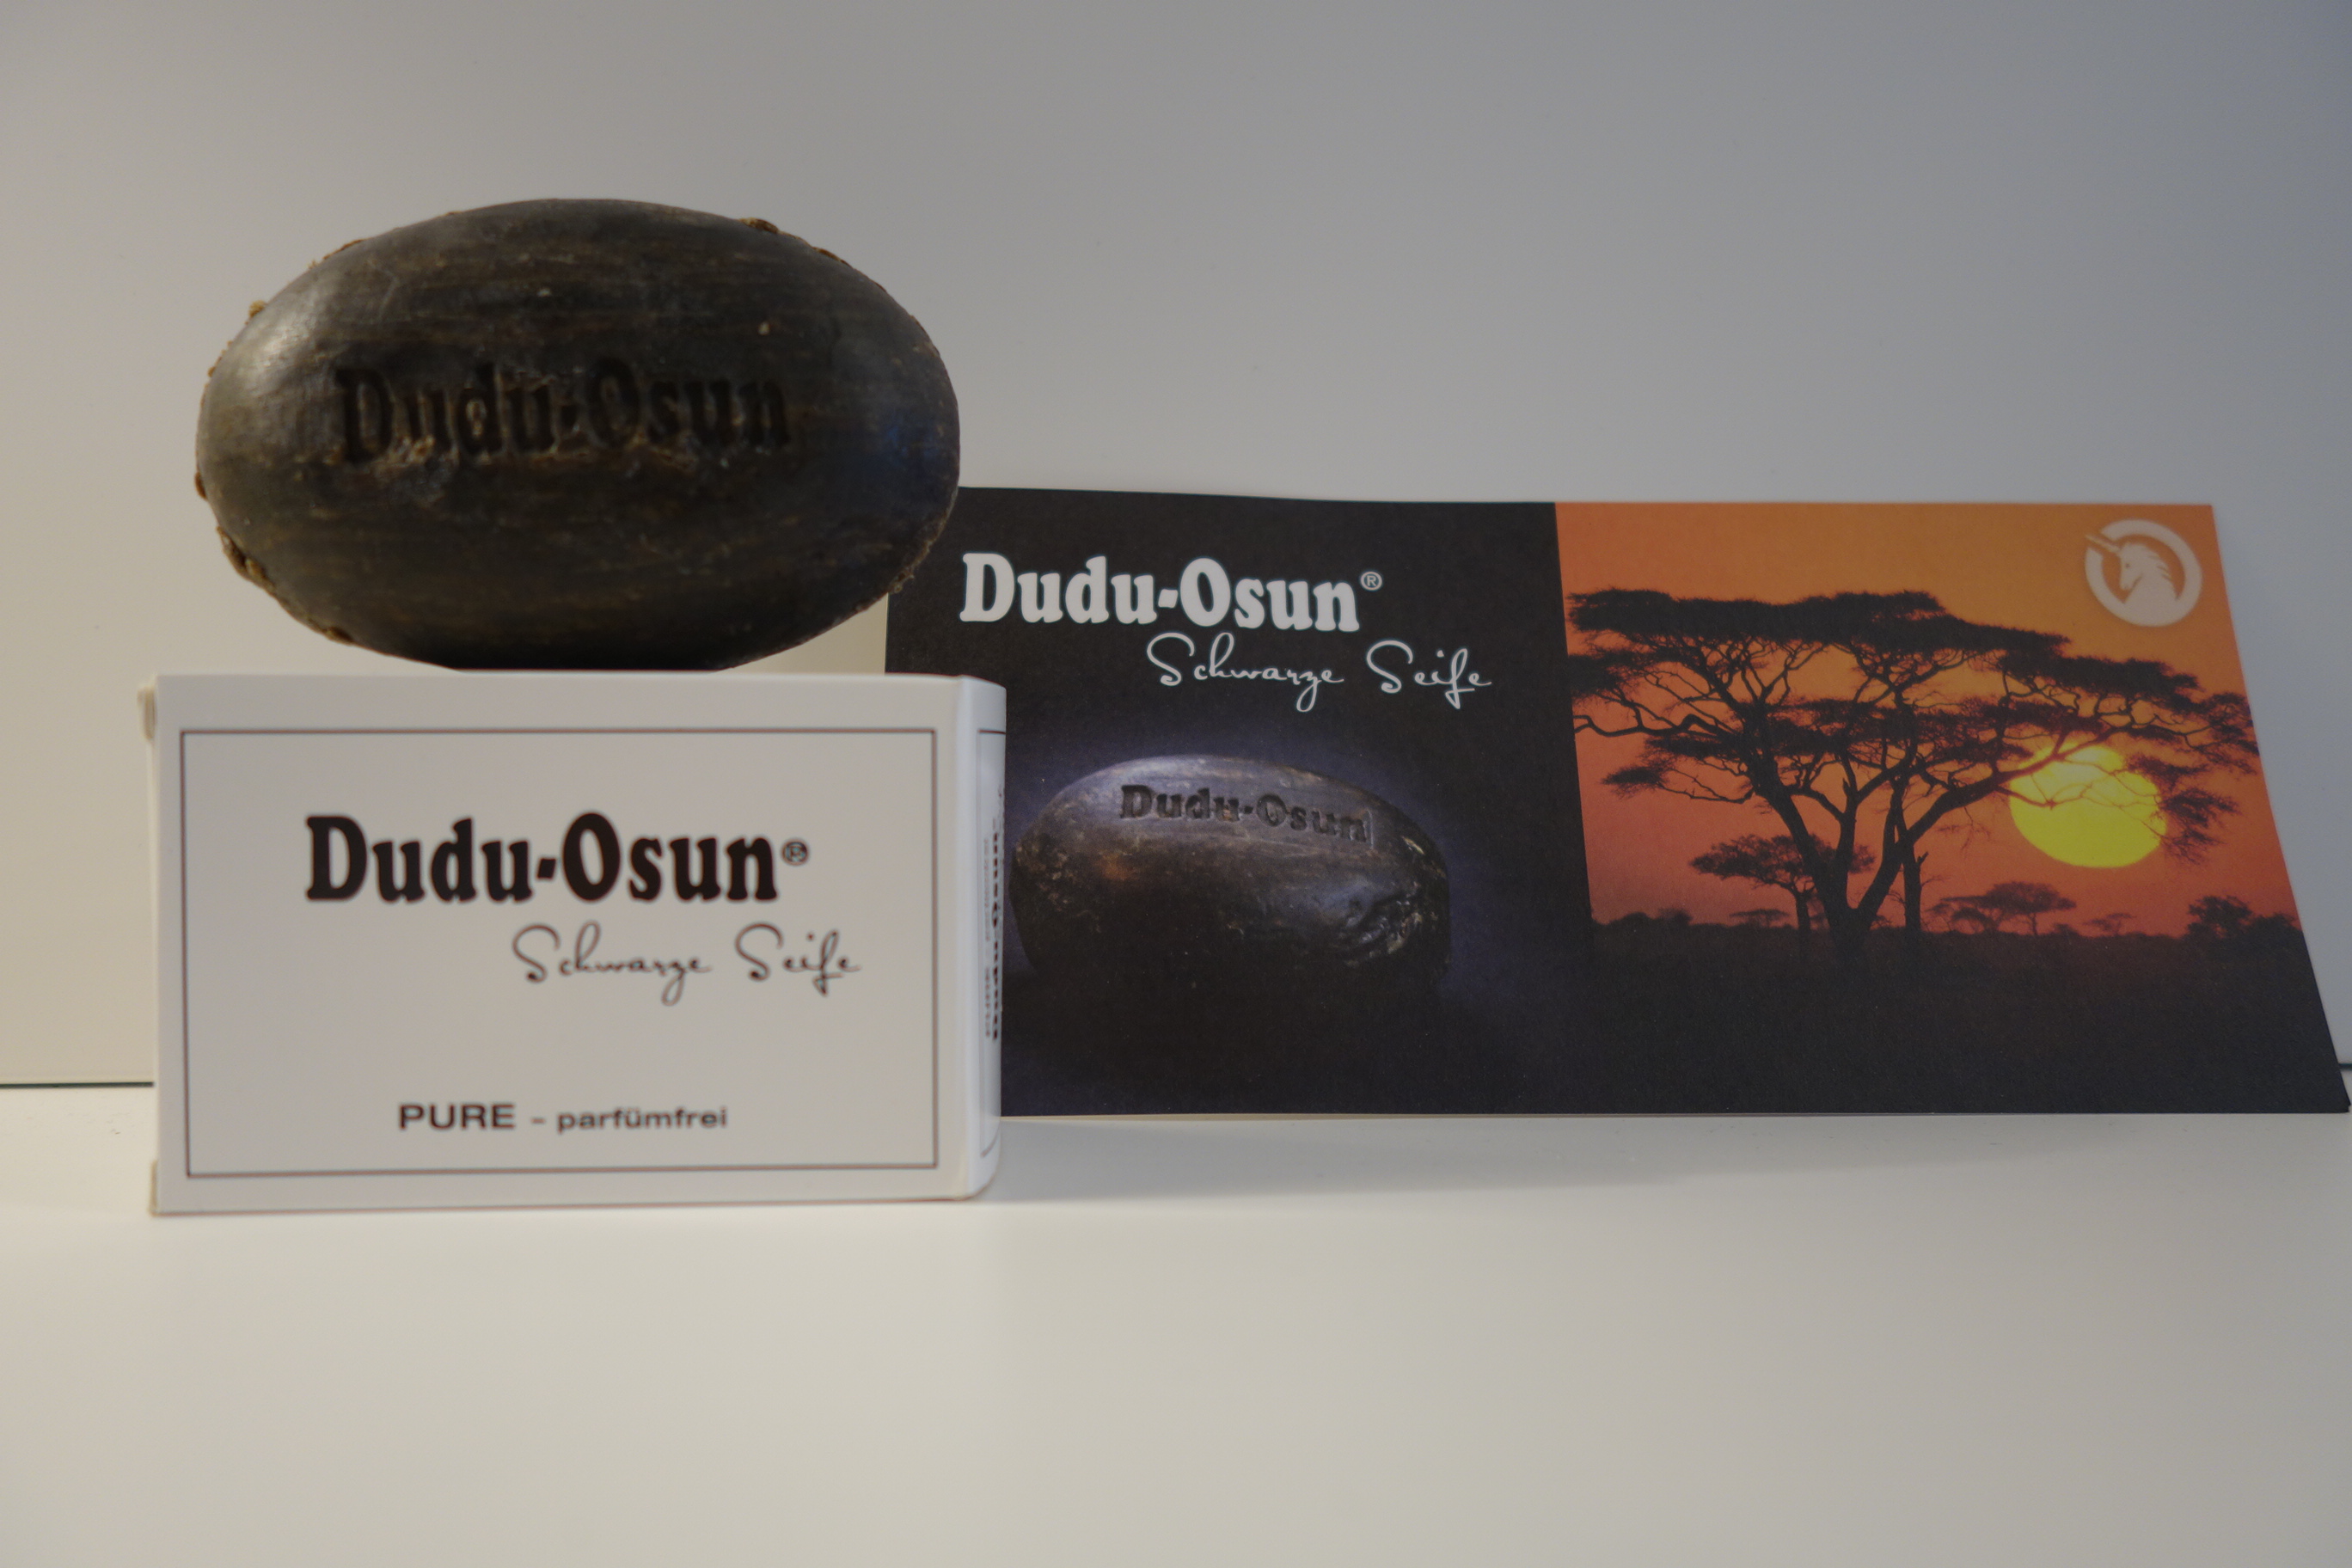 Dudu-Osun
Dudu-Osun®
Schwarze Seife
PURE - parfümfrei
Dudu-Osun®
Schwarze Seife
Dudu-Osun